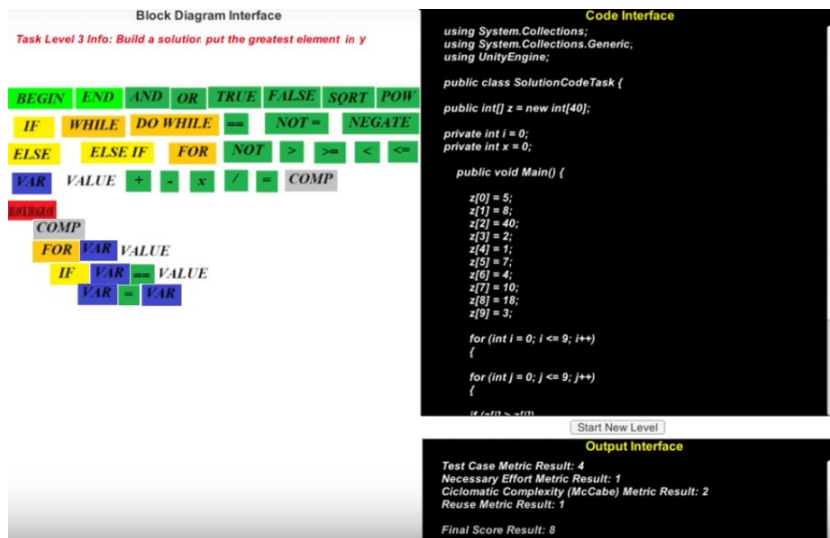 Block Diagram Interface
Task Level 3 Info: Build a solution put the greatest element in y
BEGIN END AND OR TRUE FALSE SQRT POW
IF WHILE DO WHILE == NOT = NEGATE
ELSE ELSE IF FOR NOT > >= < <=
VAR VALUE + - x / = COMP
COMP
FOR VAR VALUE
IF VAR == VALUE
VAR = VAR
Code Interface
using System.Collections;
using System.Collections.Generic;
using UnityEngine;
public class SolutionCodeTask {
public int[] z = new int[40];
private int i = 0;
private int x = 0;
public void Main() {
z[0] = 5;
z[1] = 8;
z[2] = 40;
z[3] = 2;
z[4] = 1;
z[5] = 7;
z[6] = 4;
z[7] = 10;
z[8] = 18;
z[9] = 3;
for (int i = 0; i <= 9; i++)
{
for (int j = 0; j <= 9; j++)
{
Start New Level
Output Interface
Test Case Metric Result: 4
Necessary Effort Metric Result: 1
Ciclomatic Complexity (McCabe) Metric Result: 2
Reuse Metric Result: 1
Final Score Result: 8